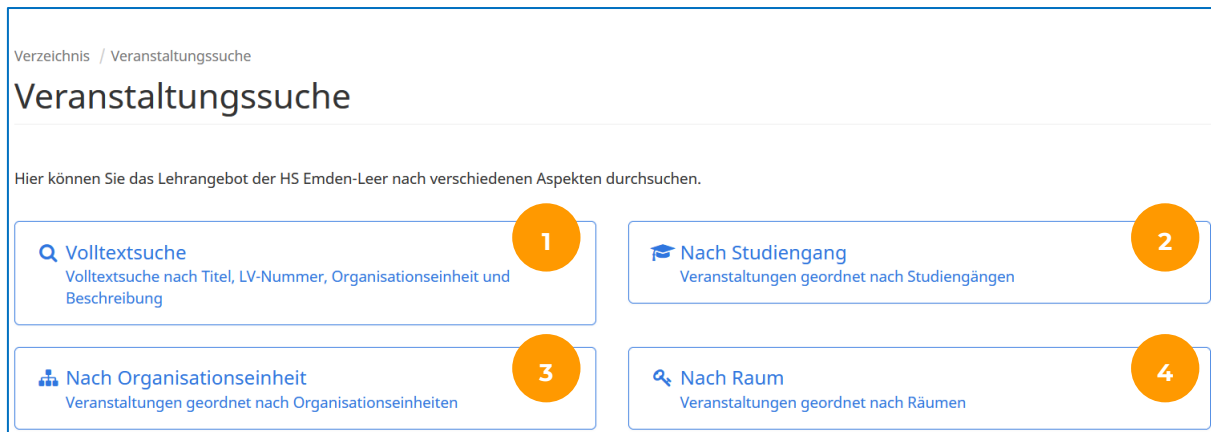 Verzeichnis / Veranstaltungssuche
Veranstaltungssuche
Hier können Sie das Lehrangebot der HS Emden-Leer nach verschiedenen Aspekten durchsuchen.
1
Volltextsuche
Volltextsuche nach Titel, LV-Nummer, Organisationseinheit und
Beschreibung
2
Nach Studiengang
Veranstaltungen geordnet nach Studiengängen
3
Nach Organisationseinheit
Veranstaltungen geordnet nach Organisationseinheiten
4
Nach Raum
Veranstaltungen geordnet nach Räumen